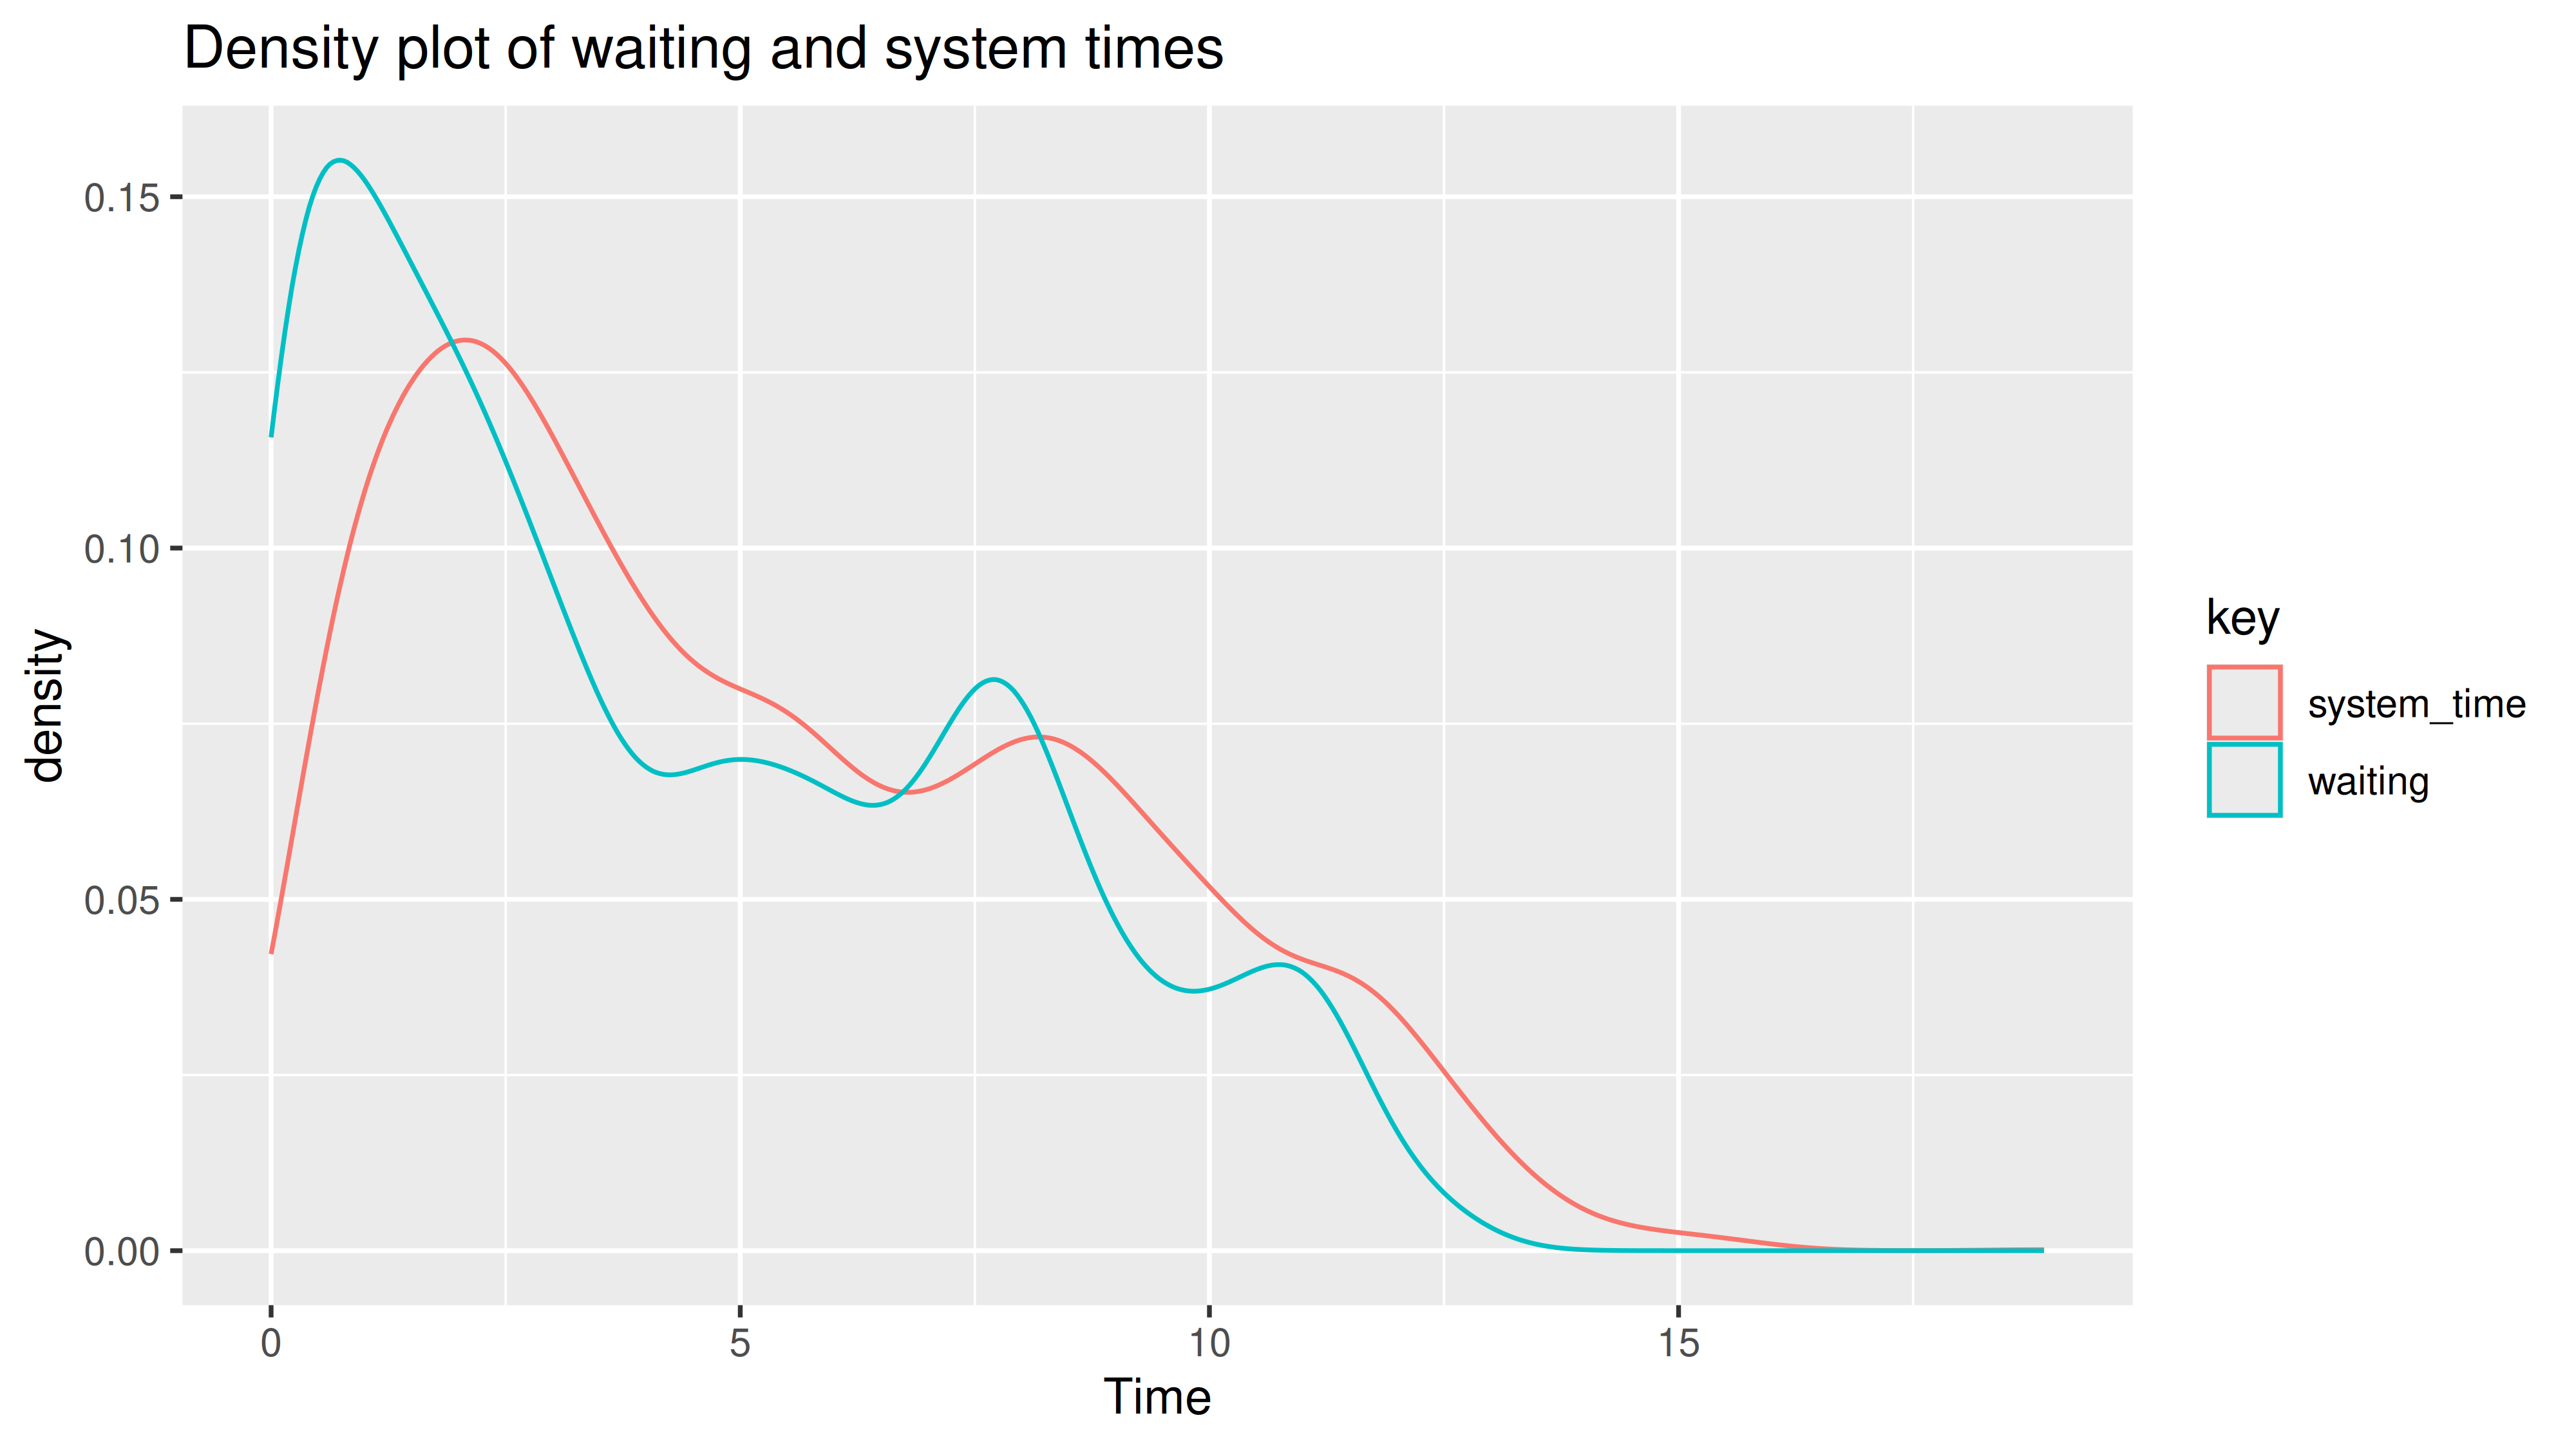 Density plot of waiting and system times
0.15
0.10
0.05
0.00
density
0 5 10 15
Time
key
system_time
waiting